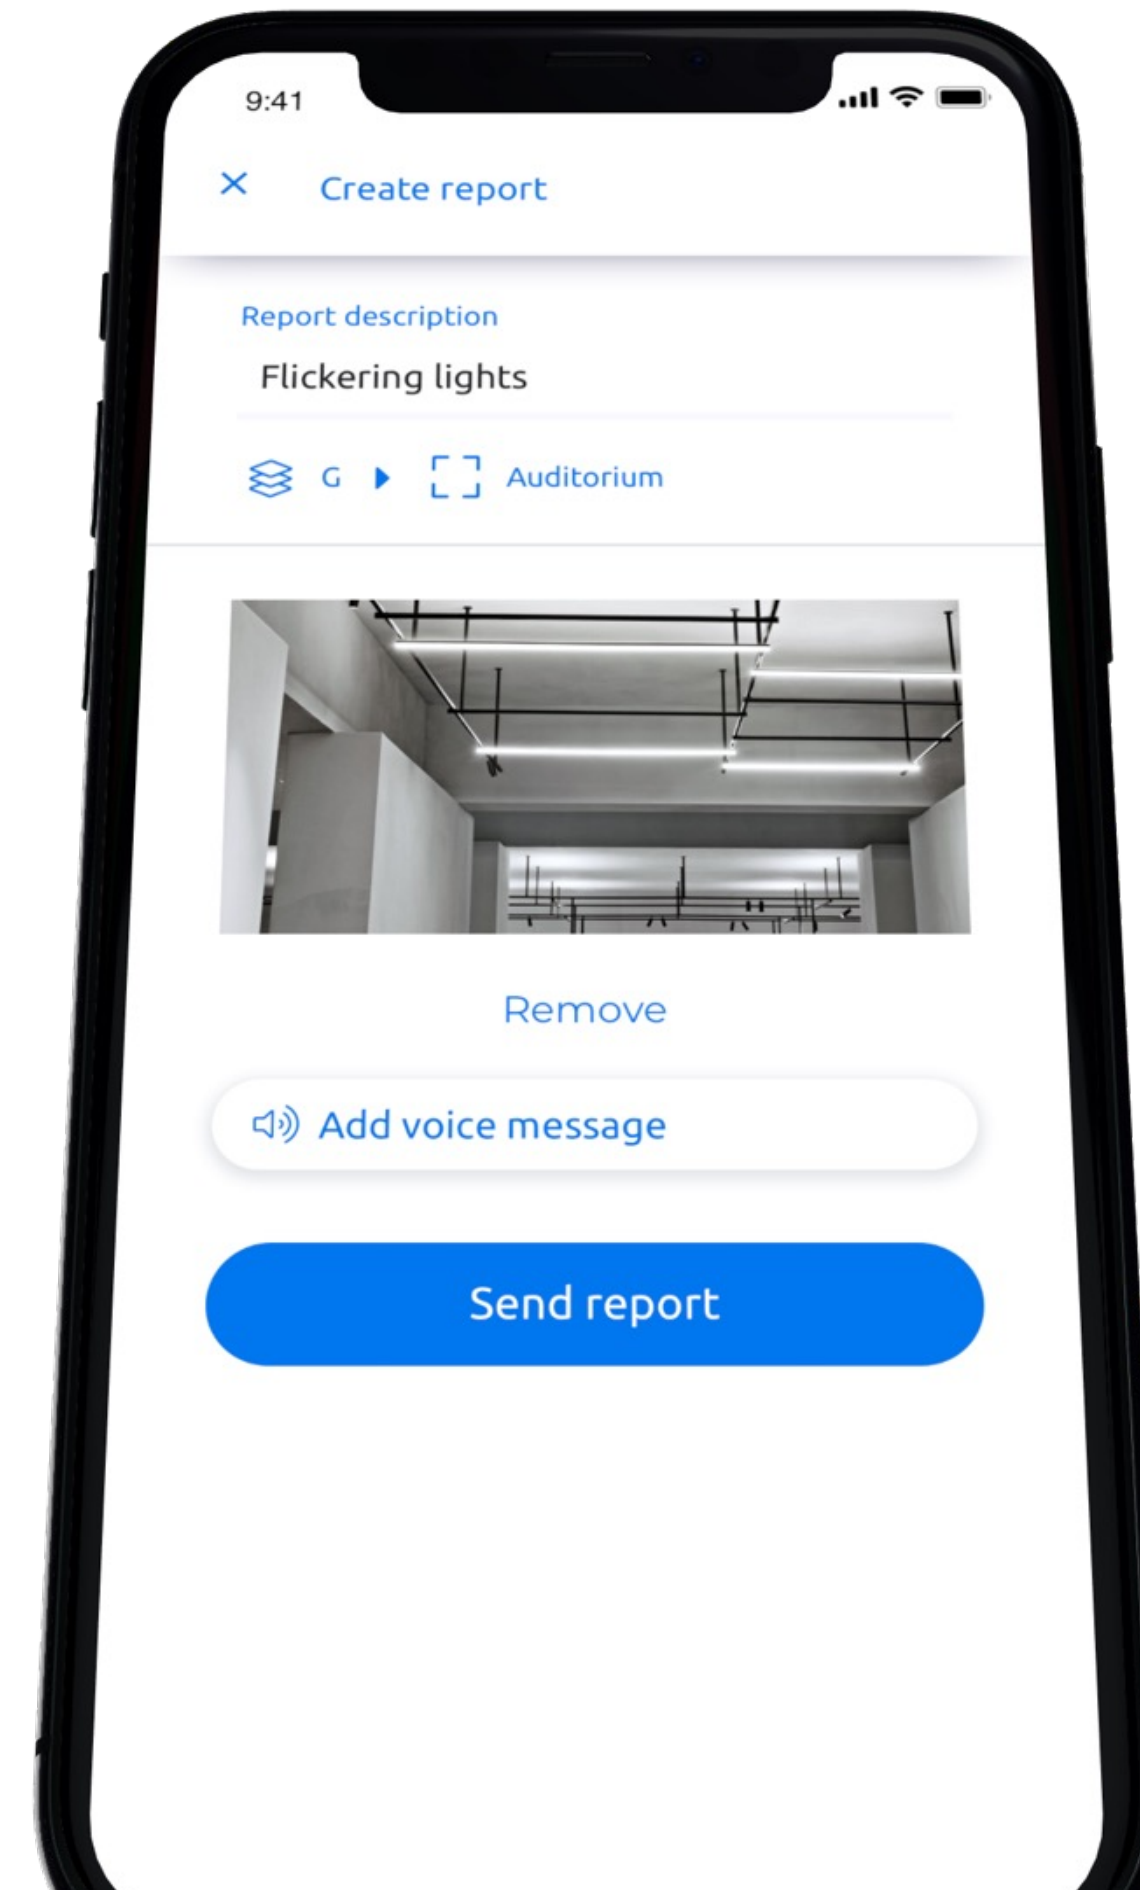 9:41
Create report
Report description
Flickering lights
G Auditorium
Remove
Add voice message
Send report